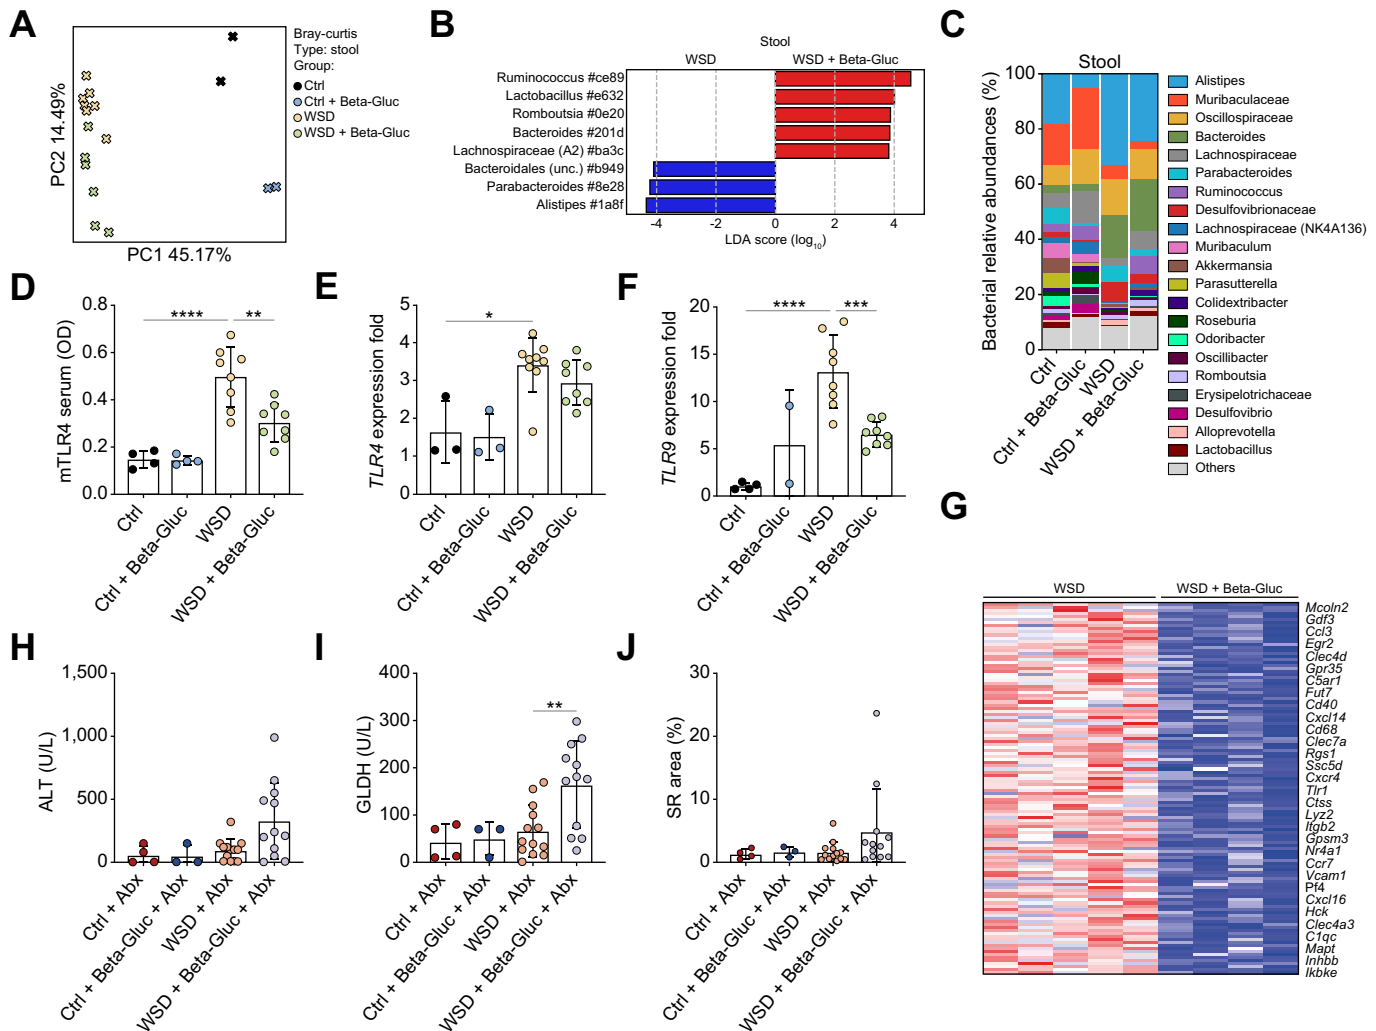 A
Bray-curtis
Type: stool
Group:
Ctrl
Ctrl + Beta-Gluc
WSD
WSD + Beta-Gluc
PC2 14.49%
PC1 45.17%
B
Stool
WSD WSD + Beta-Gluc
Ruminococcus #ce89
Lactobacillus #e632
Romboutsia #0e20
Bacteroides #201d
Lachnospiraceae (A2) #ba3c
Bacteroidales (unc.) #b949
Parabacteroides #8e28
Alistipes #1a8f
-4 -2 0 2 4
LDA score (log10)
C
Stool
Bacterial relative abundances (%)
100
80
60
40
20
0
Ctrl
Ctrl + Beta-Gluc
WSD
WSD + Beta-Gluc
Alistipes
Muribaculaceae
Oscillospiraceae
Bacteroides
Lachnospiraceae
Parabacteroides
Ruminococcus
Desulfovibrionaceae
Lachnospiraceae (NK4A136)
Muribaculum
Akkermansia
Parasutterella
Colidextribacter
Roseburia
Odoribacter
Oscillibacter
Romboutsia
Erysipelotrichaceae
Desulfovibrio
Alloprevotella
Lactobacillus
Others
D
mTLR4 serum (OD)
0.8
0.6
0.4
0.2
0.0
**** **
Ctrl
Ctrl + Beta-Gluc
WSD
WSD + Beta-Gluc
E
TLR4 expression fold
5
4
3
2
1
0
*
Ctrl
Ctrl + Beta-Gluc
WSD
WSD + Beta-Gluc
F
TLR9 expression fold
20
15
10
5
0
**** ***
Ctrl
Ctrl + Beta-Gluc
WSD
WSD + Beta-Gluc
G
WSD WSD + Beta-Gluc
Mcoln2
Gdf3
Ccl3
Egr2
Clec4d
Gpr35
C5ar1
Fut7
Cd40
Cxcl14
Cd68
Clec7a
Rgs1
Ssc5d
Cxcr4
Tlr1
Ctss
Lyz2
Itgb2
Gpsm3
Nr4a1
Ccr7
Vcam1
Pf4
Cxcl16
Hck
Clec4a3
C1qc
Mapt
Inhbb
Ikbke
H
ALT (U/L)
1,500
1,000
500
0
Ctrl + Abx
Ctrl + Beta-Gluc + Abx
WSD + Abx
WSD + Beta-Gluc + Abx
I
GLDH (U/L)
400
300
200
100
0
**
Ctrl + Abx
Ctrl + Beta-Gluc + Abx
WSD + Abx
WSD + Beta-Gluc + Abx
J
SR area (%)
30
20
10
0
Ctrl + Abx
Ctrl + Beta-Gluc + Abx
WSD + Abx
WSD + Beta-Gluc + Abx